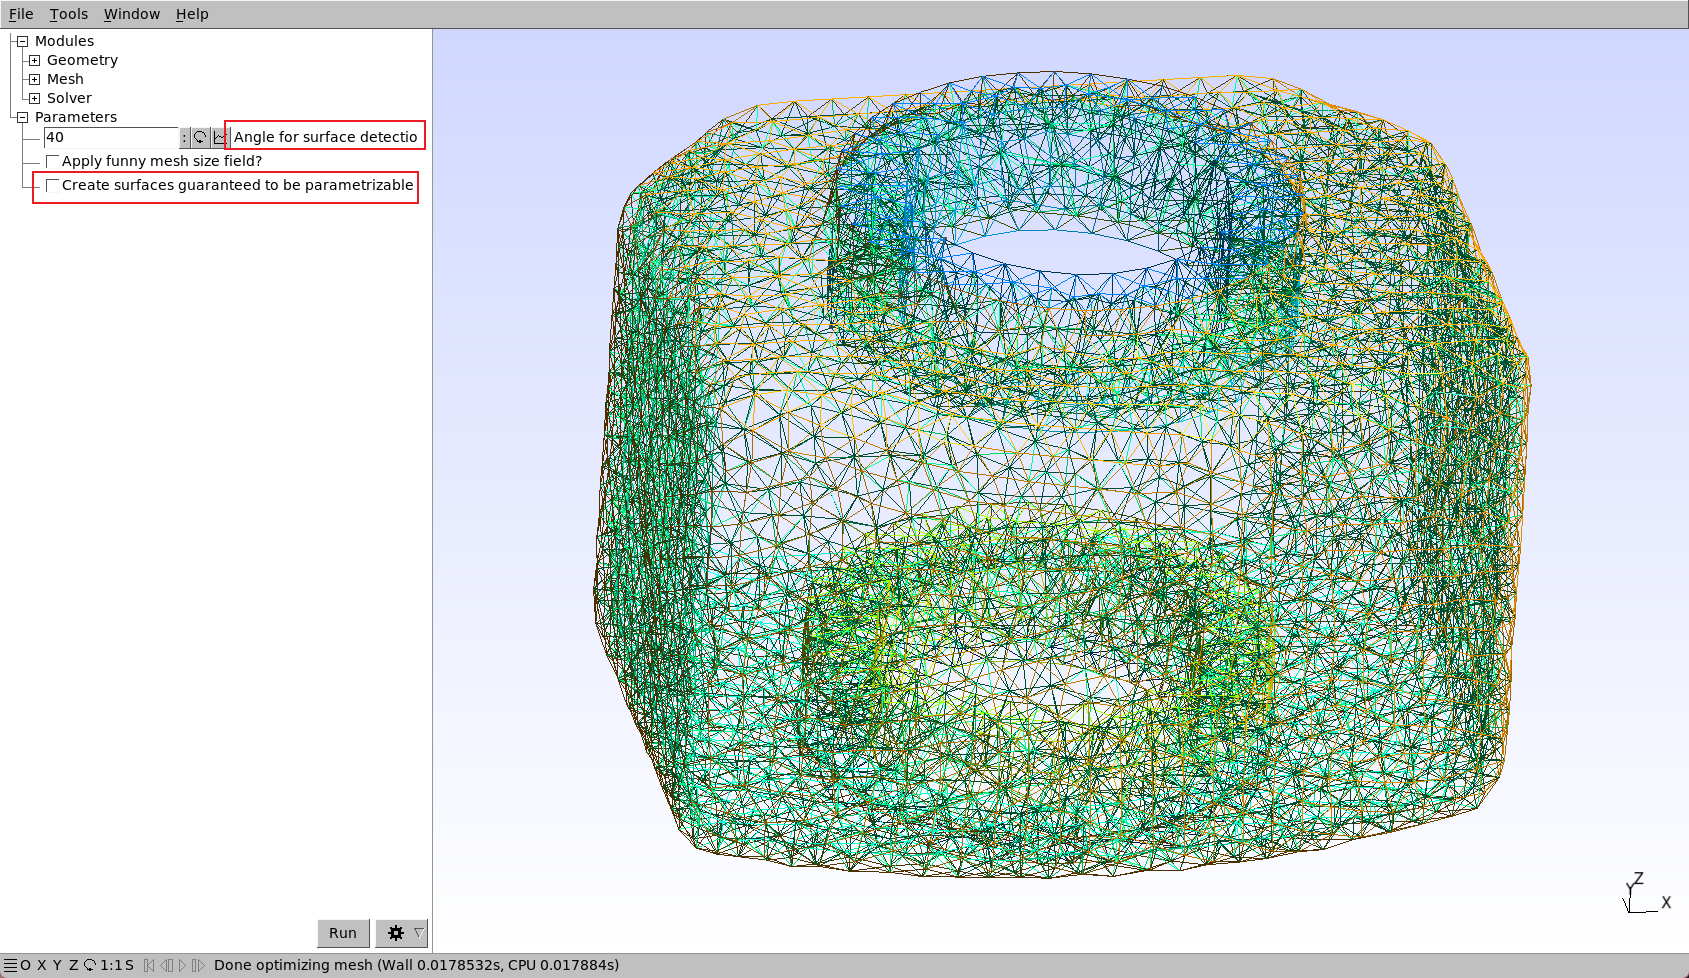 File Tools Window Help
Modules
Geometry
Mesh
Solver
Parameters
40 Angle for surface detectio
Apply funny mesh size field?
Create surfaces guaranteed to be parametrizable
Z
Y
X
Run
O X Y Z 1:1 S Done optimizing mesh (Wall 0.0178532s, CPU 0.017884s)